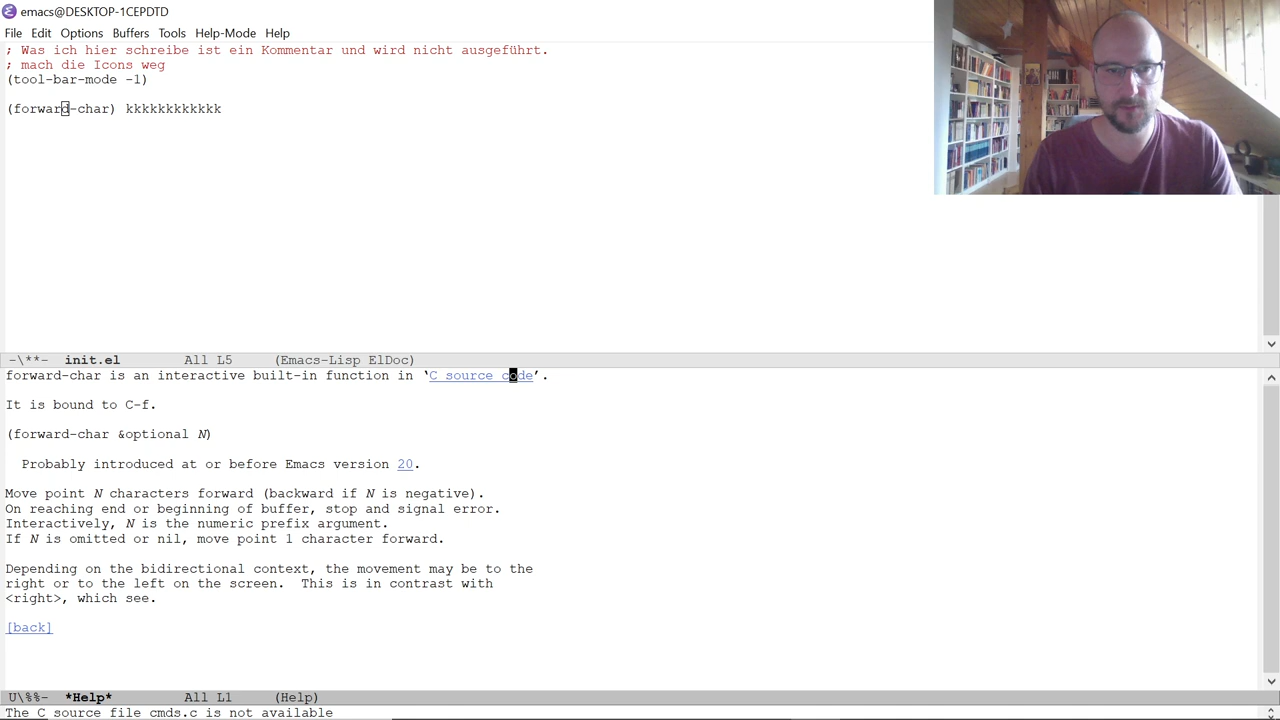 emacs@DESKTOP-1CEPDTD
File Edit Options Buffers Tools Help-Mode Help
; Was ich hier schreibe ist ein Kommentar und wird nicht ausgeführt.
; mach die Icons weg
(tool-bar-mode -1)
(forward-char) kkkkkkkkkkkk
-\**- init.el All L5 (Emacs-Lisp ElDoc)
forward-char is an interactive built-in function in ‘C source code’.
It is bound to C-f.
(forward-char &optional N)
Probably introduced at or before Emacs version 20.
Move point N characters forward (backward if N is negative).
On reaching end or beginning of buffer, stop and signal error.
Interactively, N is the numeric prefix argument.
If N is omitted or nil, move point 1 character forward.
Depending on the bidirectional context, the movement may be to the
right or to the left on the screen.  This is in contrast with
<right>, which see.
[back]
U\%%- *Help* All L1 (Help)
The C source file cmds.c is not available